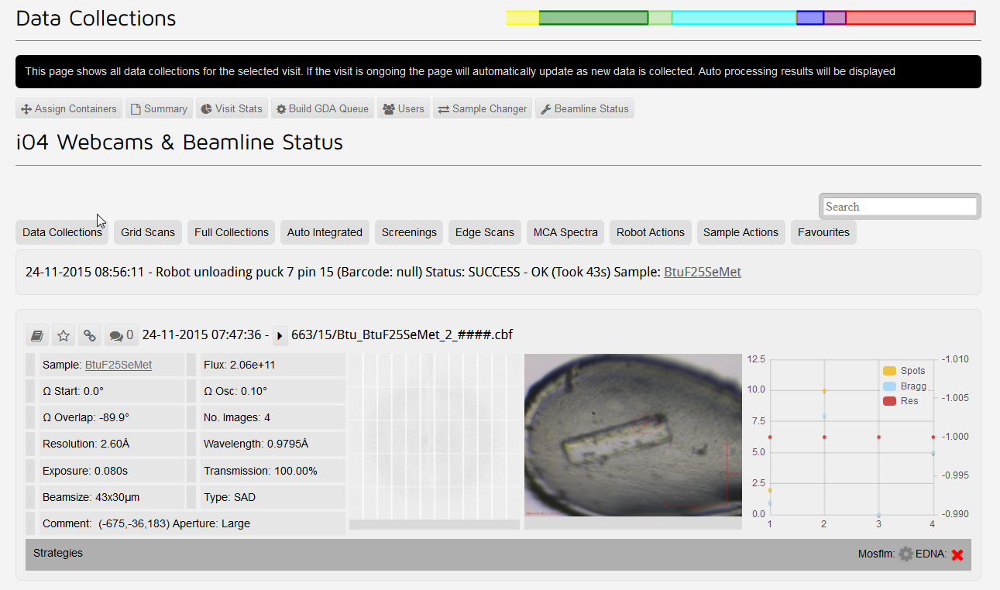 Data Collections
This page shows all data collections for the selected visit. If the visit is ongoing the page will automatically update as new data is collected. Auto processing results will be displayed
Assign Containers Summary Visit Stats Build GDA Queue Users Sample Changer Beamline Status
i04 Webcams & Beamline Status
Search
Data Collections Grid Scans Full Collections Auto Integrated Screenings Edge Scans MCA Spectra Robot Actions Sample Actions Favourites
24-11-2015 08:56:11 - Robot unloading puck 7 pin 15 (Barcode: null) Status: SUCCESS - OK (Took 43s) Sample: BtuF25SeMet
0 24-11-2015 07:47:36 - 663/15/Btu_BtuF25SeMet_2_####.cbf
Sample: BtuF25SeMet Flux: 2.06e+11
Ω Start: 0.0° Ω Osc: 0.10°
Ω Overlap: -89.9° No. Images: 4
Resolution: 2.60Å Wavelength: 0.9795Å
Exposure: 0.080s Transmission: 100.00%
Beamsize: 43x30µm Type: SAD
Comment: (-675,-36,183) Aperture: Large
12.5 -1.010
Spots
10.0 Bragg -1.005
Res
7.5 -1.000
5.0
2.5 -0.995
0.0 -0.990
1 2 3 4
Strategies Mosflm: EDNA: